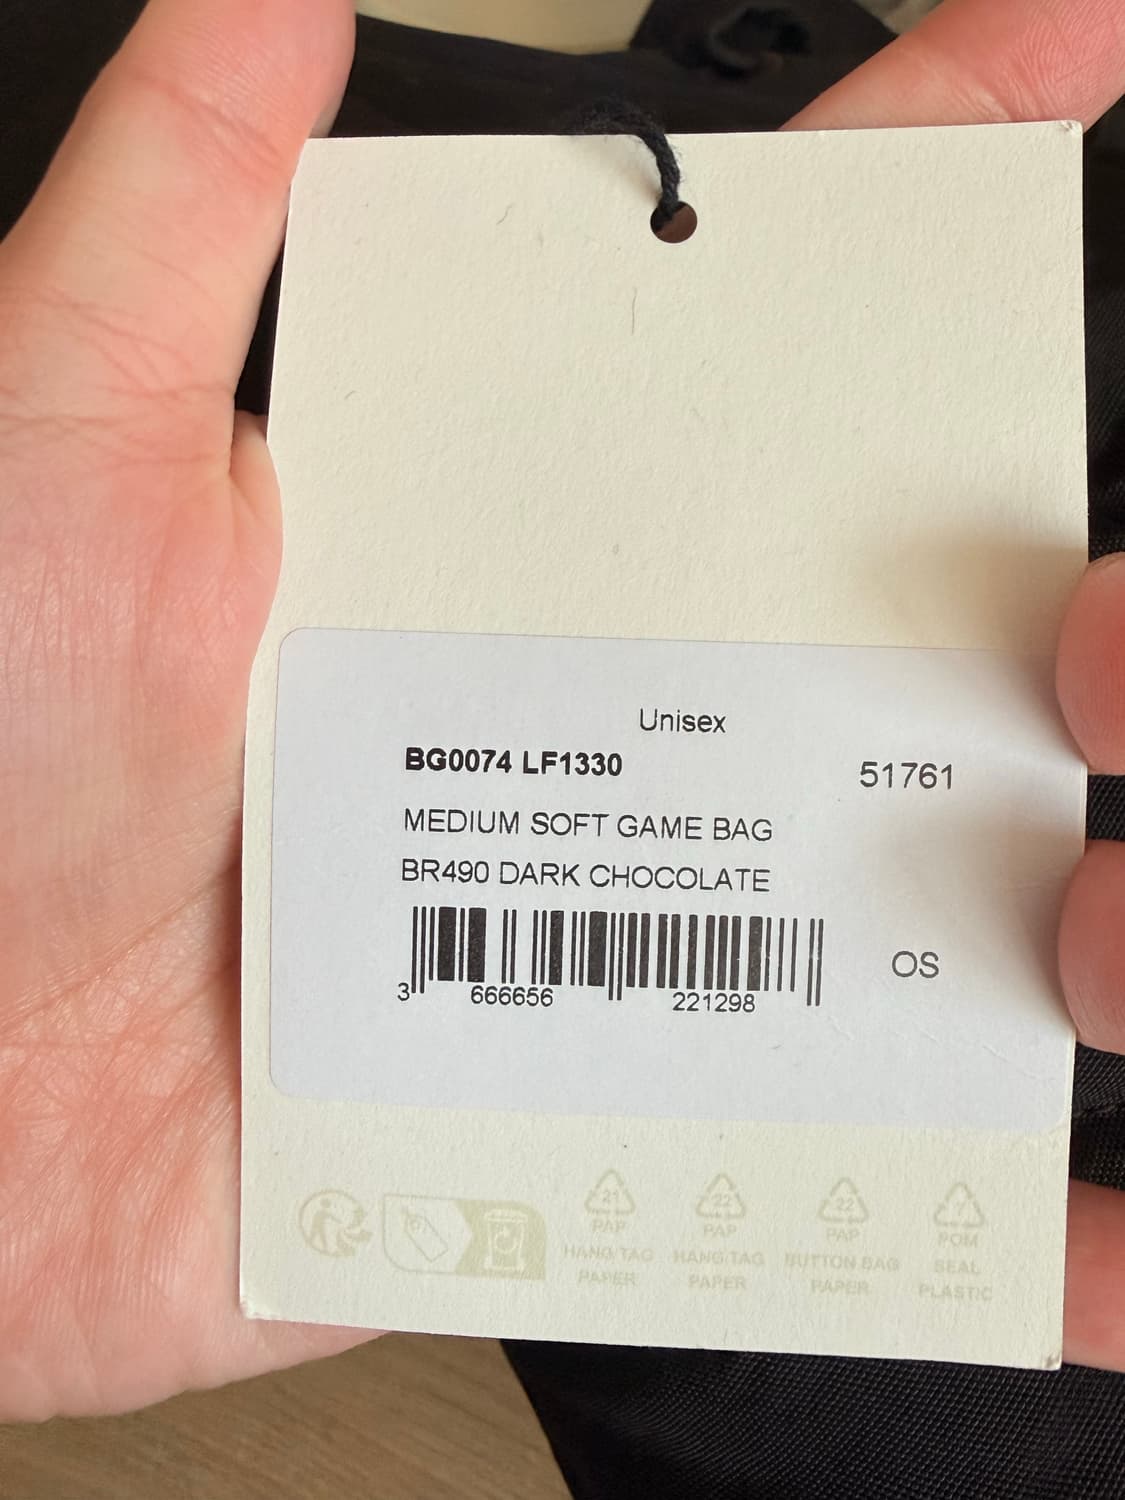 Unisex
BG0074 LF1330 51761
MEDIUM SOFT GAME BAG
BR490 DARK CHOCOLATE
OS
3 666656 221298
21 22 22 7
PAP PAP PAP POM
HANG TAG HANG TAG BUTTON BAG SEAL
PAPER PAPER PAPER PLASTIC